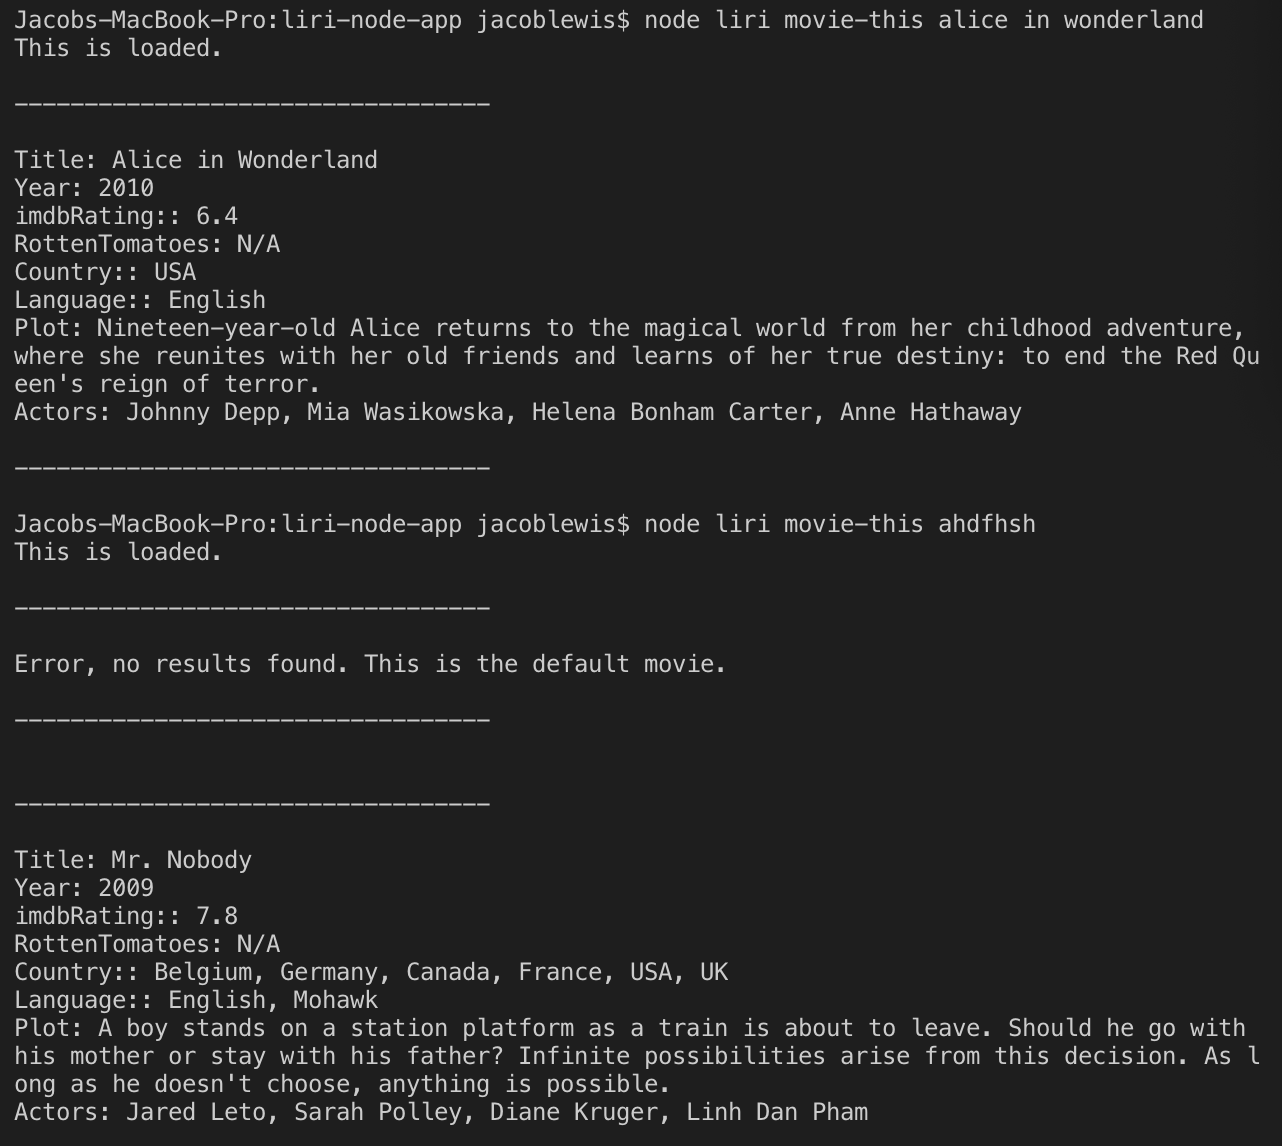 Jacobs-MacBook-Pro:liri-node-app jacoblewis$ node liri movie-this alice in wonderland
This is loaded.
----------------------------------
Title: Alice in Wonderland
Year: 2010
imdbRating:: 6.4
RottenTomatoes: N/A
Country:: USA
Language:: English
Plot: Nineteen-year-old Alice returns to the magical world from her childhood adventure,
where she reunites with her old friends and learns of her true destiny: to end the Red Qu
een's reign of terror.
Actors: Johnny Depp, Mia Wasikowska, Helena Bonham Carter, Anne Hathaway
----------------------------------
Jacobs-MacBook-Pro:liri-node-app jacoblewis$ node liri movie-this ahdfhsh
This is loaded.
----------------------------------
Error, no results found. This is the default movie.
----------------------------------
----------------------------------
Title: Mr. Nobody
Year: 2009
imdbRating:: 7.8
RottenTomatoes: N/A
Country:: Belgium, Germany, Canada, France, USA, UK
Language:: English, Mohawk
Plot: A boy stands on a station platform as a train is about to leave. Should he go with
his mother or stay with his father? Infinite possibilities arise from this decision. As l
ong as he doesn't choose, anything is possible.
Actors: Jared Leto, Sarah Polley, Diane Kruger, Linh Dan Pham